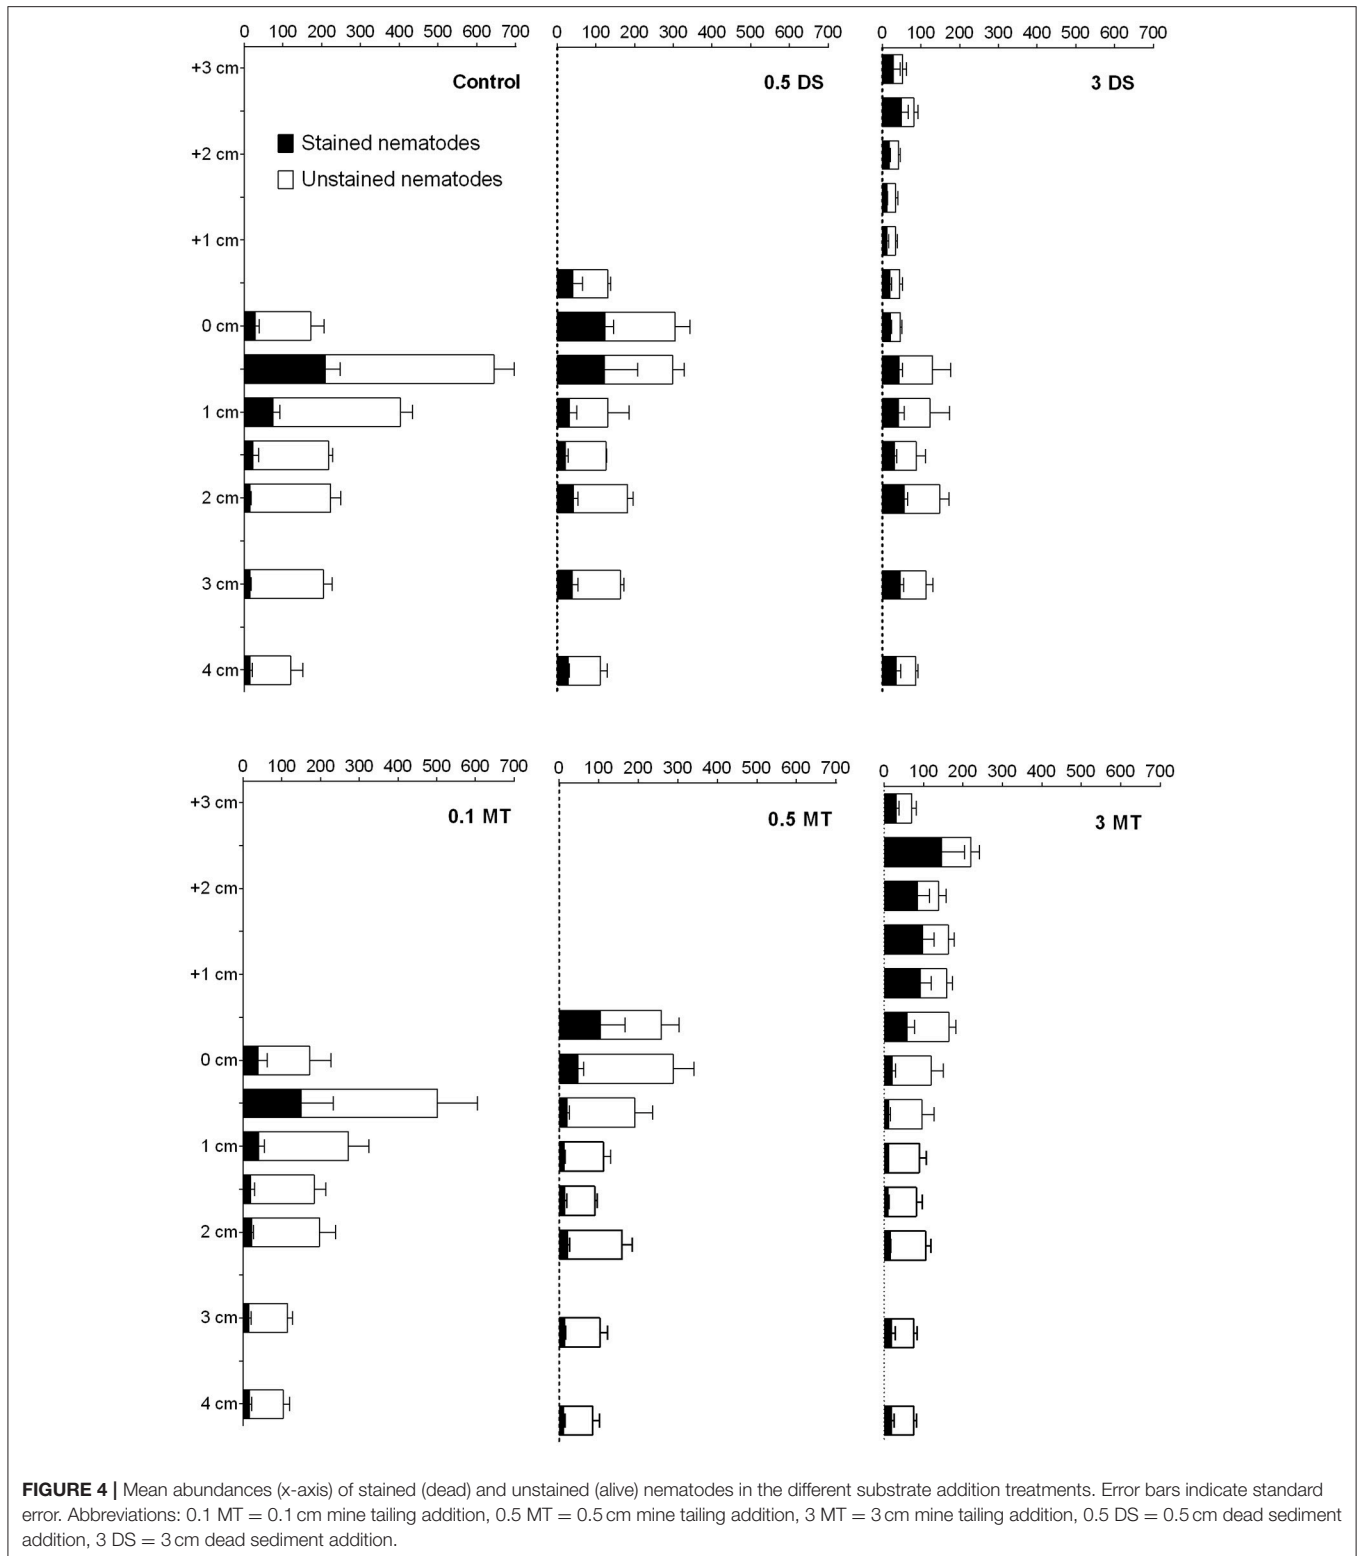 0 100 200 300 400 500 600 700
0 100 200 300 400 500 600 700
0 100 200 300 400 500 600 700
+3 cm
Control
0.5 DS
3 DS
Stained nematodes
+2 cm
Unstained nematodes
+1 cm
0 cm
1 cm
2 cm
3 cm
4 cm
0 100 200 300 400 500 600 700
0 100 200 300 400 500 600 700
0 100 200 300 400 500 600 700
+3 cm
0.1 MT
0.5 MT
3 MT
+2 cm
+1 cm
0 cm
1 cm
2 cm
3 cm
4 cm
FIGURE 4 | Mean abundances (x-axis) of stained (dead) and unstained (alive) nematodes in the different substrate addition treatments. Error bars indicate standard
error. Abbreviations: 0.1 MT = 0.1 cm mine tailing addition, 0.5 MT = 0.5 cm mine tailing addition, 3 MT = 3 cm mine tailing addition, 0.5 DS = 0.5 cm dead sediment
addition, 3 DS = 3 cm dead sediment addition.